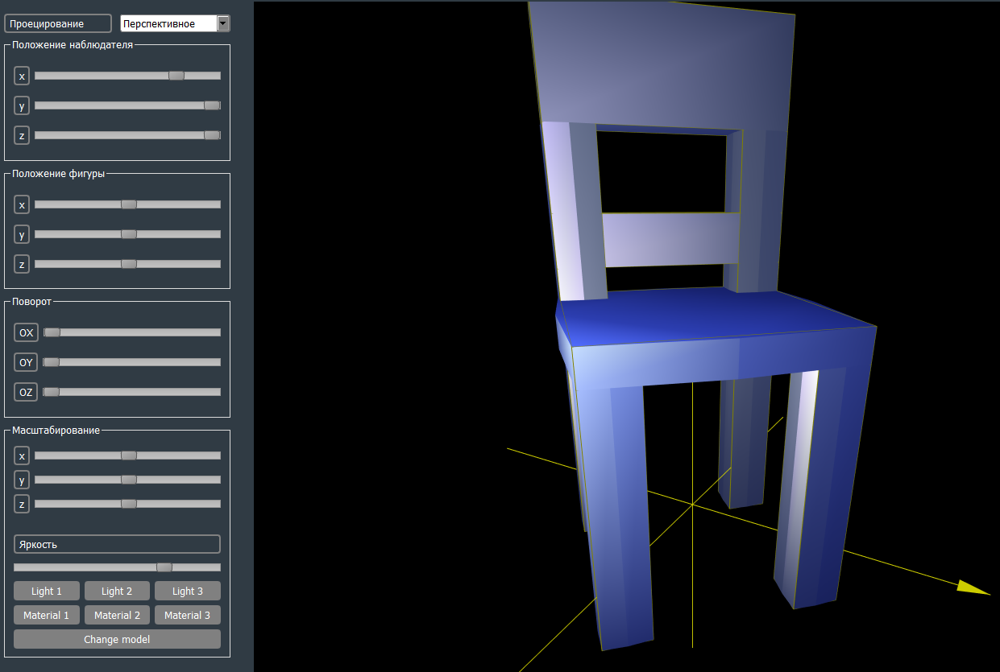 Проецирование Перспективное
Положение наблюдателя
x
y
z
Положение фигуры
x
y
z
Поворот
OX
OY
OZ
Масштабирование
x
y
z
Яркость
Light 1 Light 2 Light 3
Material 1 Material 2 Material 3
Change model